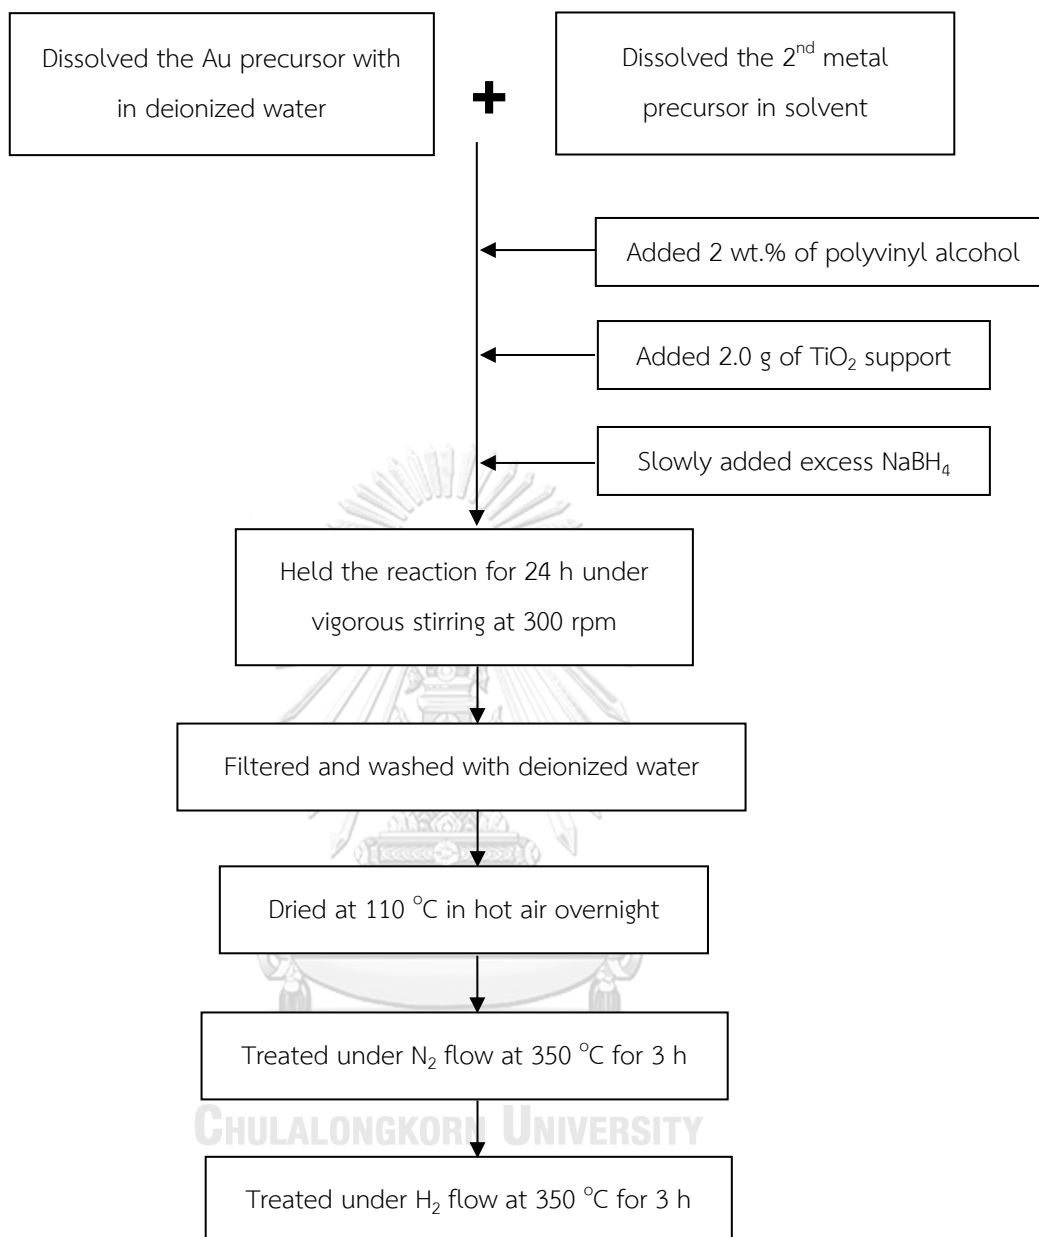 Dissolved the Au precursor with
in deionized water
+
Dissolved the 2nd metal
precursor in solvent
Added 2 wt.% of polyvinyl alcohol
Added 2.0 g of TiO2 support
Slowly added excess NaBH4
Held the reaction for 24 h under
vigorous stirring at 300 rpm
Filtered and washed with deionized water
Dried at 110 °C in hot air overnight
Treated under N2 flow at 350 °C for 3 h
CHULALONGKORN UNIVERSITY
Treated under H2 flow at 350 °C for 3 h